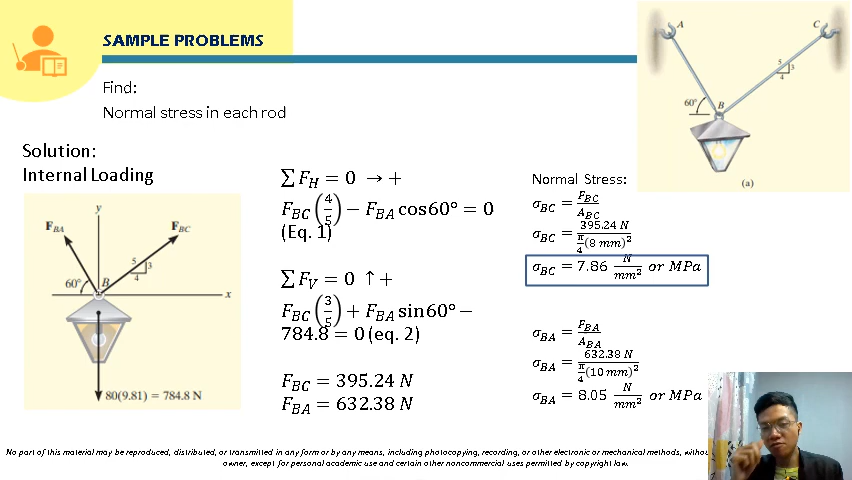 SAMPLE PROBLEMS
Find:
Normal stress in each rod
Solution:
Internal Loading
y
F_BA
F_BC
5
3
4
60°
B
x
80(9.81) = 784.8 N
∑ F_H = 0 → +
F_BC (4/5) − F_BA cos60° = 0
(Eq. 1)
∑ F_V = 0 ↑ +
F_BC (3/5) + F_BA sin60° −
784.8 = 0 (eq. 2)
F_BC = 395.24 N
F_BA = 632.38 N
A
C
5
3
4
60°
B
(a)
Normal Stress:
σ_BC = F_BC / A_BC
σ_BC = 395.24 N / π/4 (8 mm)²
σ_BC = 7.86 N/mm² or MPa
σ_BA = F_BA / A_BA
σ_BA = 632.38 N / π/4 (10 mm)²
σ_BA = 8.05 N/mm² or MPa
No part of this material may be reproduced, distributed, or transmitted in any form or by any means, including photocopying, recording, or other electronic or mechanical methods,
owner, except for personal academic use and certain other noncommercial uses permitted by copyright law.